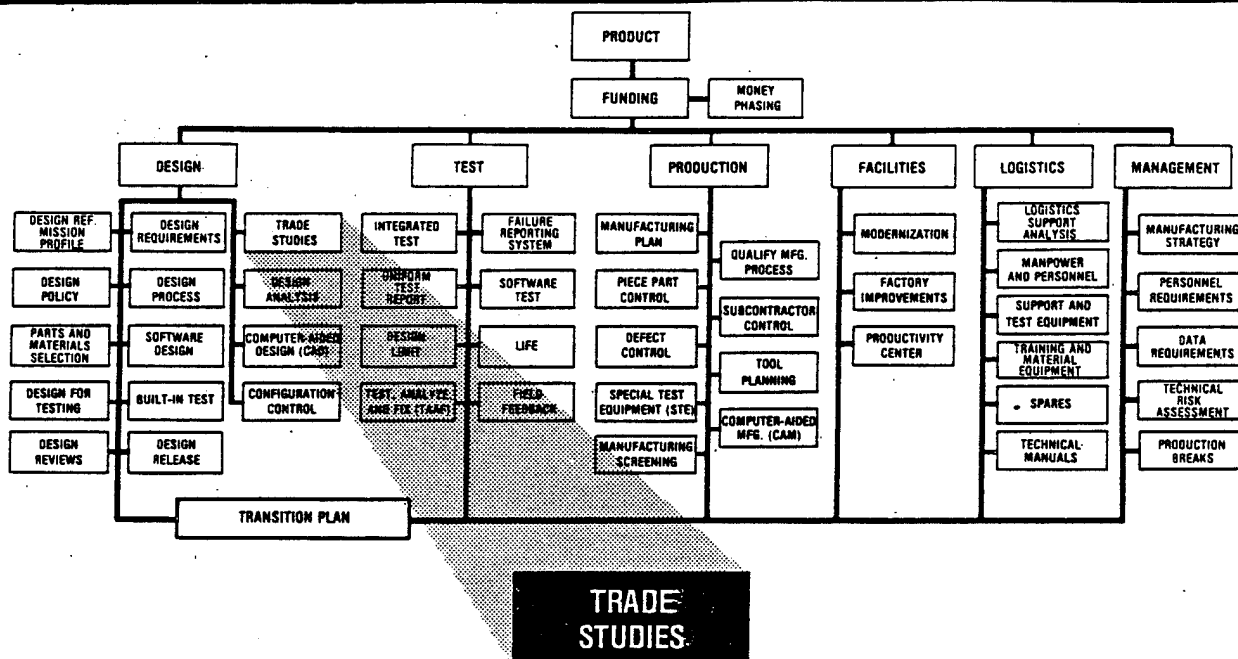 PRODUCT
FUNDING
MONEY
PHASING
DESIGN
TEST
PRODUCTION
FACILITIES
LOGISTICS
MANAGEMENT
DESIGN REF.
MISSION
PROFILE
DESIGN
REQUIREMENTS
TRADE
STUDIES
DESIGN
POLICY
DESIGN
PROCESS
DESIGN
ANALYSIS
PARTS AND
MATERIALS
SELECTION
SOFTWARE
DESIGN
COMPUTER-AIDED
DESIGN (CAD)
DESIGN FOR
TESTING
BUILT-IN TEST
CONFIGURATION
CONTROL
DESIGN
REVIEWS
DESIGN
RELEASE
INTEGRATED
TEST
FAILURE
REPORTING
SYSTEM
UNIFORM
TEST
REPORT
SOFTWARE
TEST
DESIGN
LIMIT
LIFE
TEST, ANALYZE
AND FIX (TAAF)
FIELD
FEEDBACK
MANUFACTURING
PLAN
QUALIFY MFG.
PROCESS
PIECE PART
CONTROL
SUBCONTRACTOR
CONTROL
DEFECT
CONTROL
TOOL
PLANNING
SPECIAL TEST
EQUIPMENT (STE)
COMPUTER-AIDED
MFG. (CAM)
MANUFACTURING
SCREENING
MODERNIZATION
FACTORY
IMPROVEMENTS
PRODUCTIVITY
CENTER
LOGISTICS
SUPPORT
ANALYSIS
MANPOWER
AND PERSONNEL
SUPPORT AND
TEST EQUIPMENT
TRAINING AND
MATERIAL
EQUIPMENT
SPARES
TECHNICAL
MANUALS
MANUFACTURING
STRATEGY
PERSONNEL
REQUIREMENTS
DATA
REQUIREMENTS
TECHNICAL
RISK
ASSESSMENT
PRODUCTION
BREAKS
TRANSITION PLAN
TRADE
STUDIES